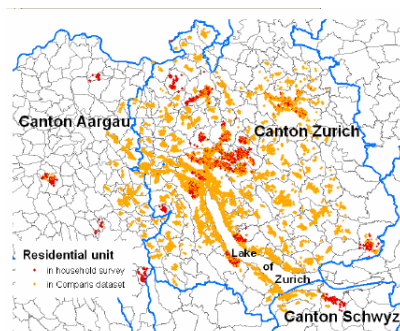 Canton Aargau
Canton Zurich
Residential unit
in household survey
in Comparis dataset
Lake
of
Zurich
Canton Schwyz